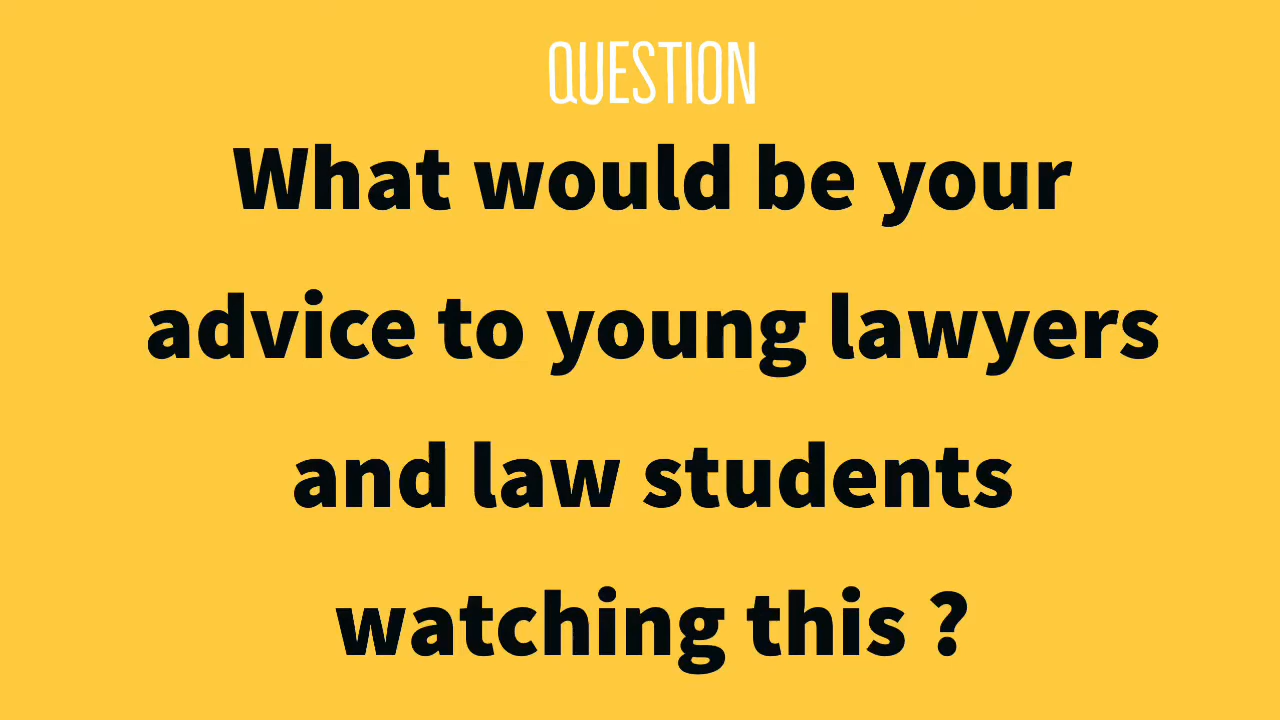 QUESTION
What would be your
advice to young lawyers
and law students
watching this ?